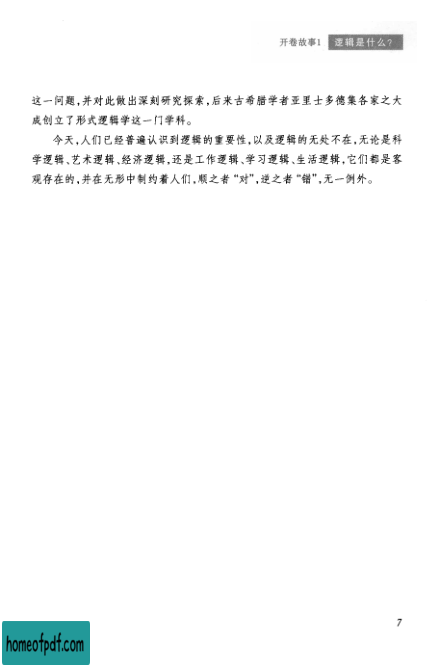 开卷故事1 逻辑是什么?
这一问题,并对此做出深刻研究探索,后来古希腊学者亚里士多德集各家之大
成创立了形式逻辑学这一门学科。
今天,人们已经普遍认识到逻辑的重要性,以及逻辑的无处不在,无论是科
学逻辑、艺术逻辑、经济逻辑,还是工作逻辑、学习逻辑、生活逻辑,它们都是客
观存在的,并在无形中制约着人们,顺之者“对”,逆之者“错”,无一例外。
7
homeofpdf.com